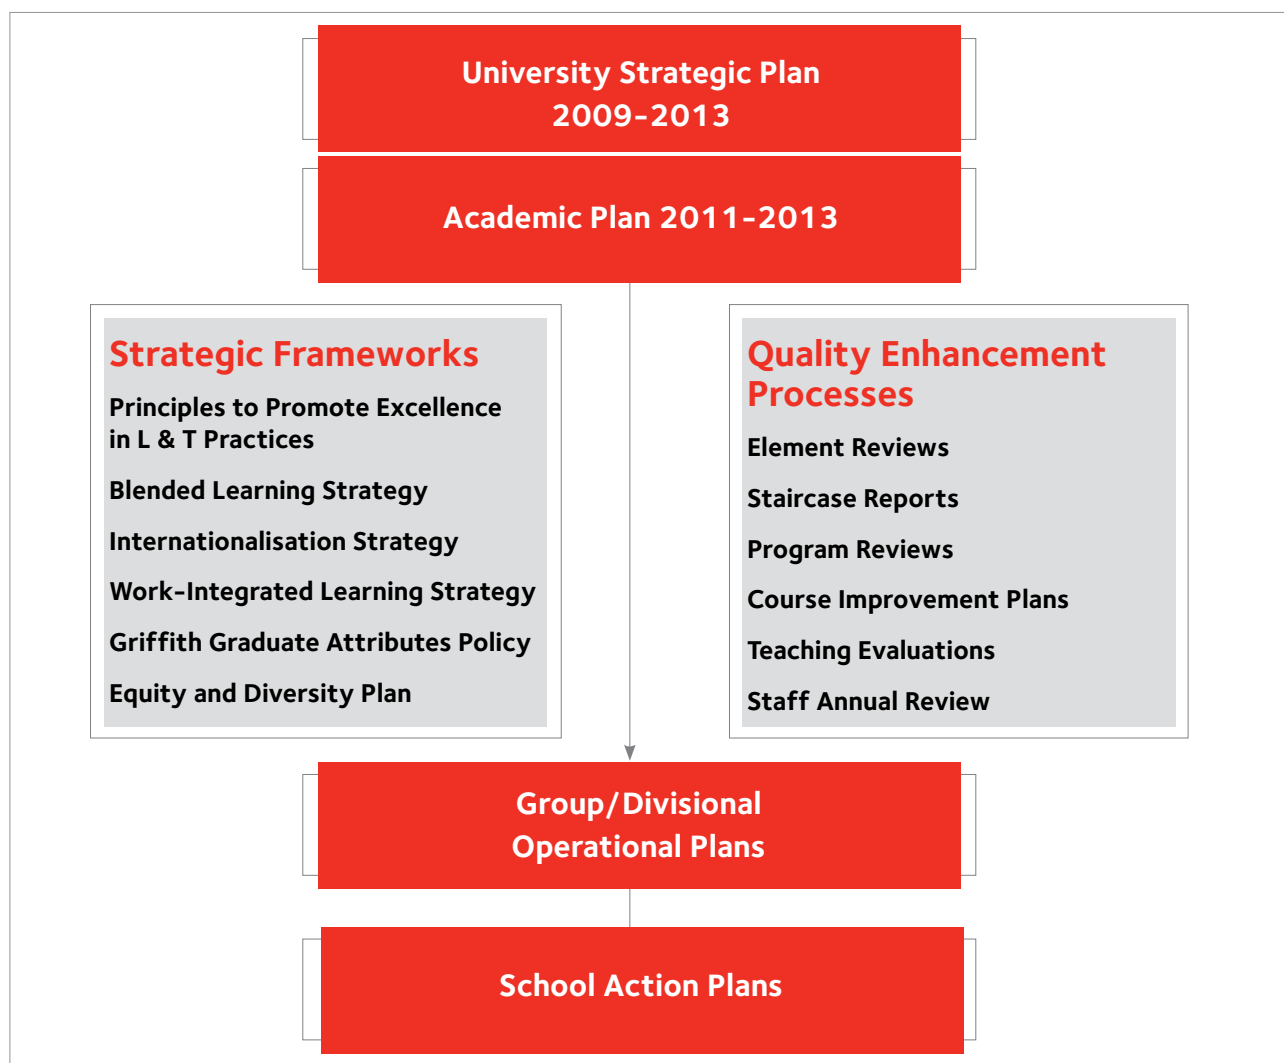 University Strategic Plan
2009-2013
Academic Plan 2011-2013
Strategic Frameworks
Principles to Promote Excellence
in L & T Practices
Blended Learning Strategy
Internationalisation Strategy
Work-Integrated Learning Strategy
Griffith Graduate Attributes Policy
Equity and Diversity Plan
Quality Enhancement
Processes
Element Reviews
Staircase Reports
Program Reviews
Course Improvement Plans
Teaching Evaluations
Staff Annual Review
Group/Divisional
Operational Plans
School Action Plans